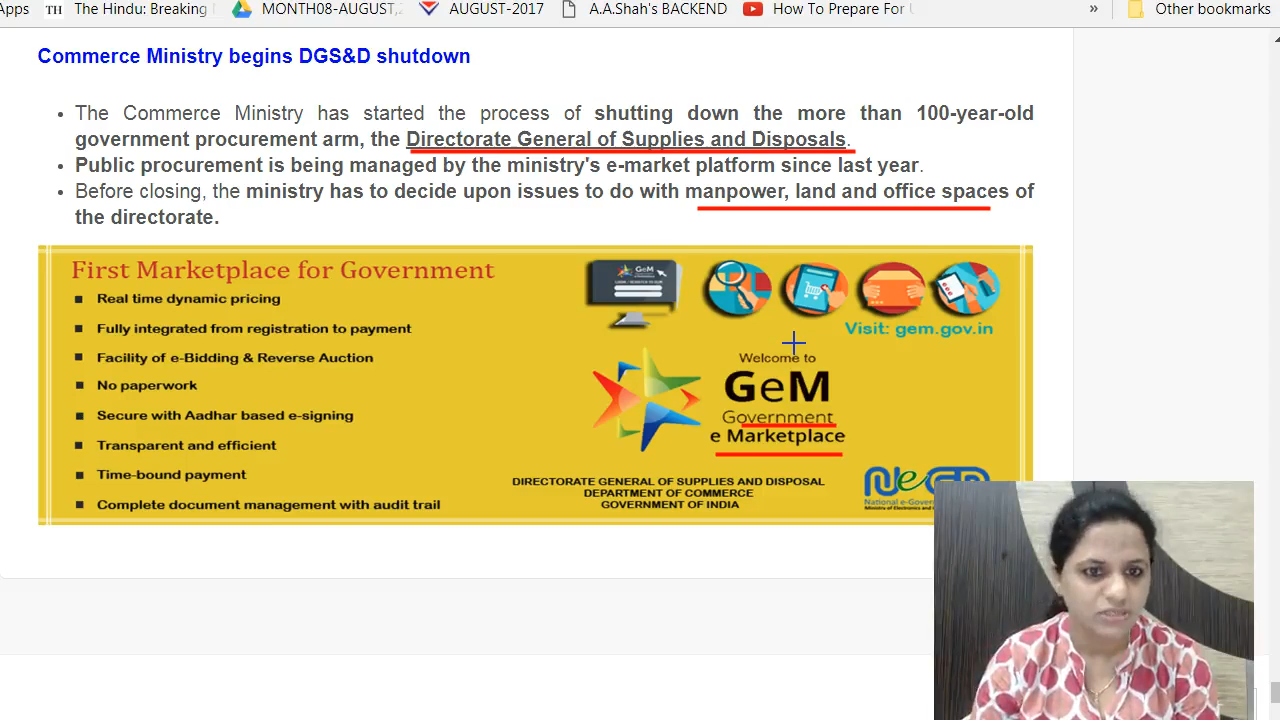 Apps
TH The Hindu: Breaking
MONTH08-AUGUST,
AUGUST-2017
A.A.Shah's BACKEND
How To Prepare For
»
Other bookmarks
Commerce Ministry begins DGS&D shutdown
• The Commerce Ministry has started the process of shutting down the more than 100-year-old
government procurement arm, the Directorate General of Supplies and Disposals.
• Public procurement is being managed by the ministry's e-market platform since last year.
• Before closing, the ministry has to decide upon issues to do with manpower, land and office spaces of
the directorate.
First Marketplace for Government
Real time dynamic pricing
Fully integrated from registration to payment
Facility of e-Bidding & Reverse Auction
No paperwork
Secure with Aadhar based e-signing
Transparent and efficient
Time-bound payment
Complete document management with audit trail
GeM
Visit: gem.gov.in
Welcome to
GeM
Government
e Marketplace
DIRECTORATE GENERAL OF SUPPLIES AND DISPOSAL
DEPARTMENT OF COMMERCE
GOVERNMENT OF INDIA
NeGD